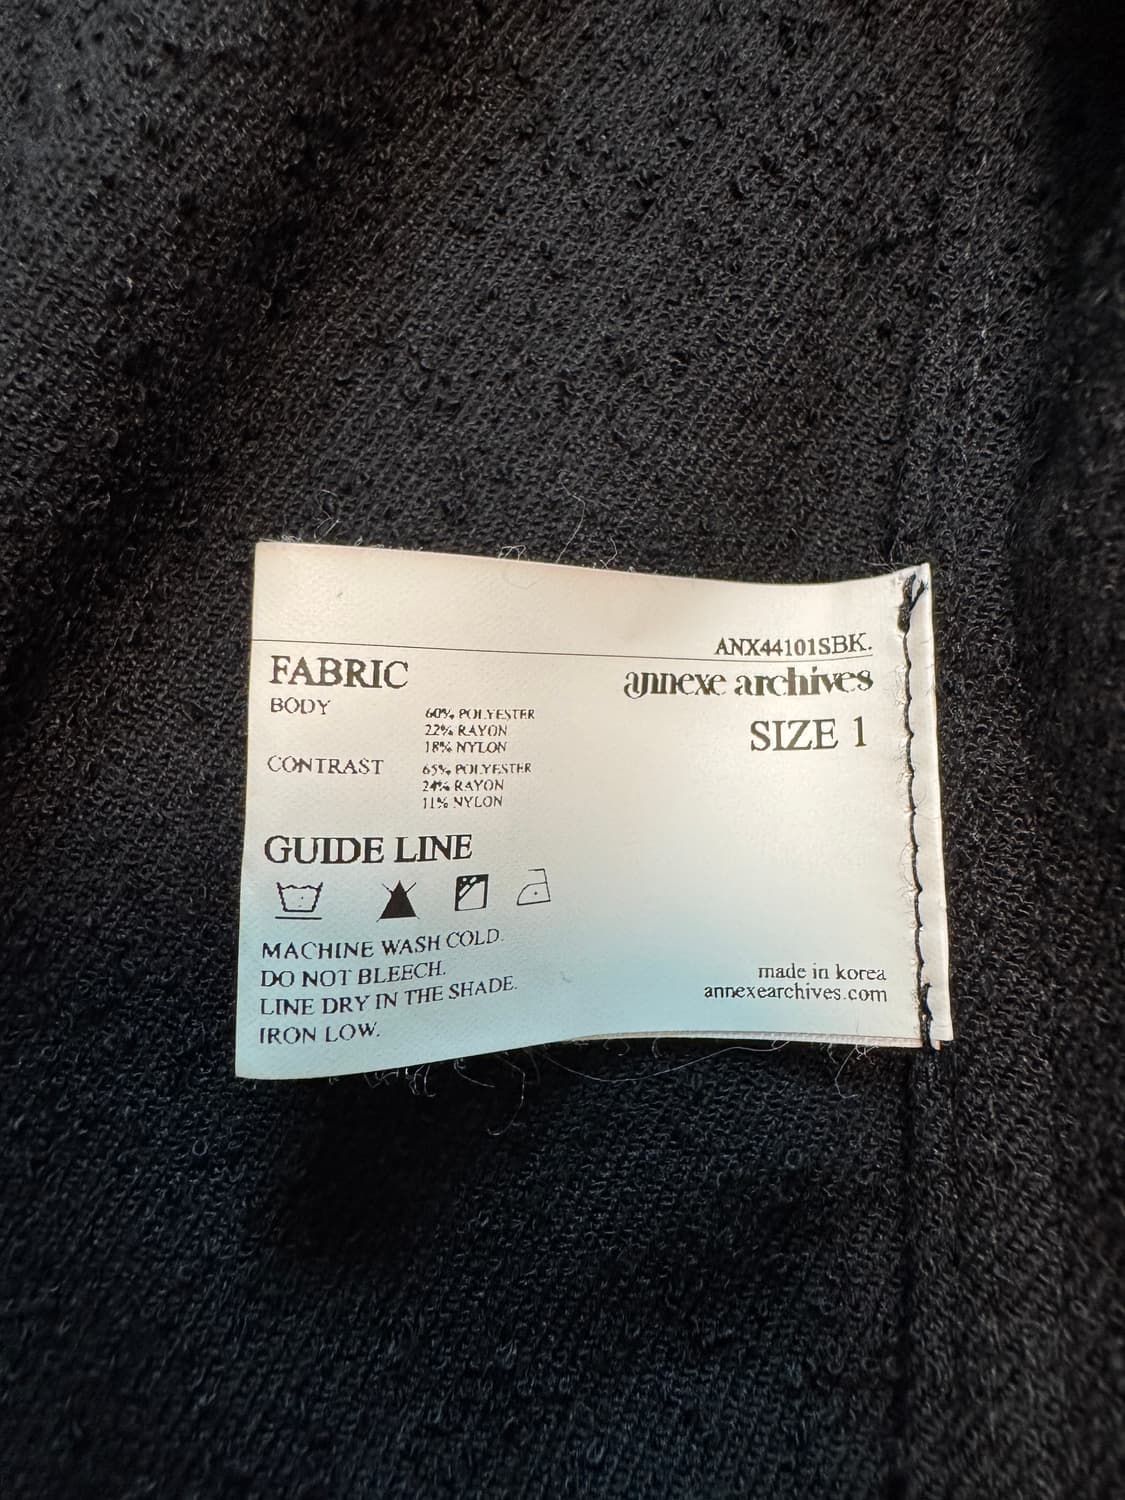 ANX44101SBK.
annexe archives
SIZE 1
FABRIC
BODY
60% POLYESTER
22% RAYON
18% NYLON
CONTRAST
65% POLYESTER
24% RAYON
11% NYLON
GUIDE LINE
MACHINE WASH COLD.
DO NOT BLEECH.
LINE DRY IN THE SHADE.
IRON LOW.
made in korea
annexearchives.com